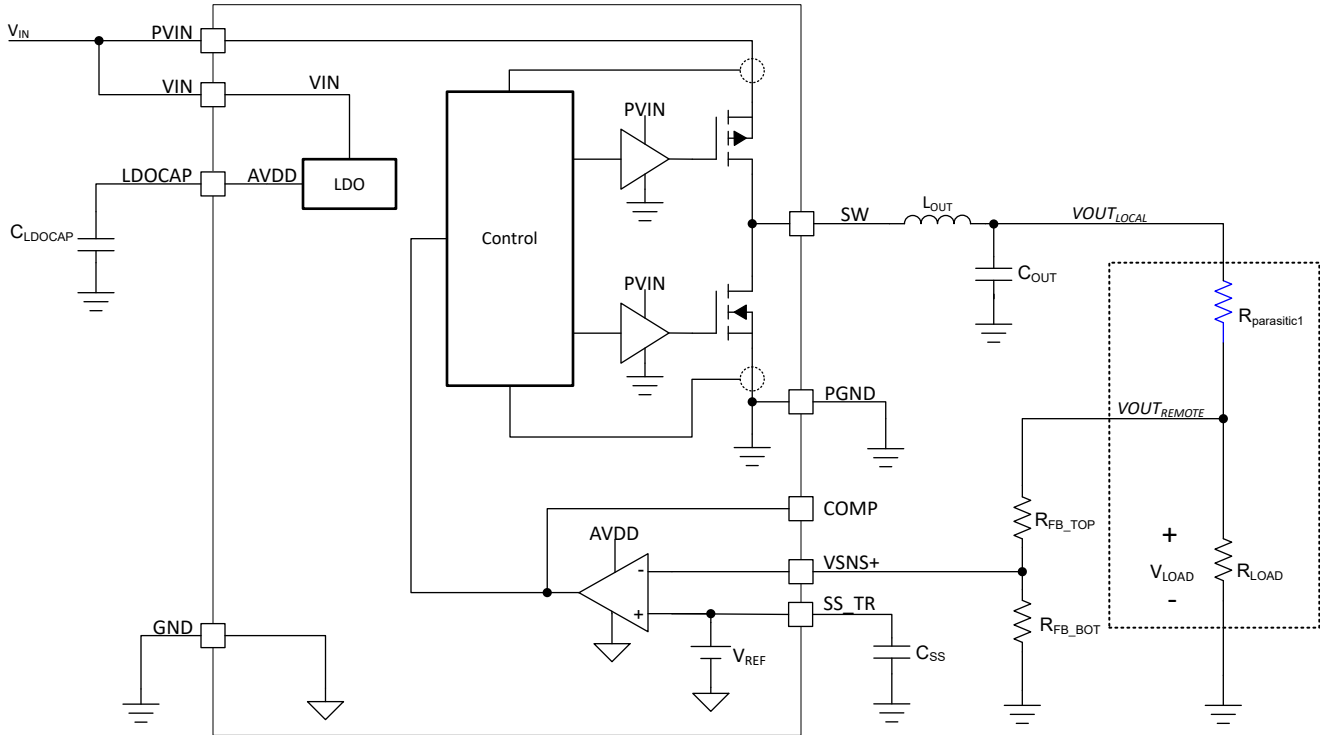 VIN
PVIN
VIN
VIN
LDOCAP
AVDD
LDO
CLDOCAP
Control
PVIN
PVIN
SW
LOUT
VOUTLOCAL
COUT
Rparasitic1
PGND
VOUTREMOTE
COMP
RFB_TOP
AVDD
-
+
VSNS+
SS_TR
VREF
CSS
RFB_BOT
+
VLOAD
-
RLOAD
GND